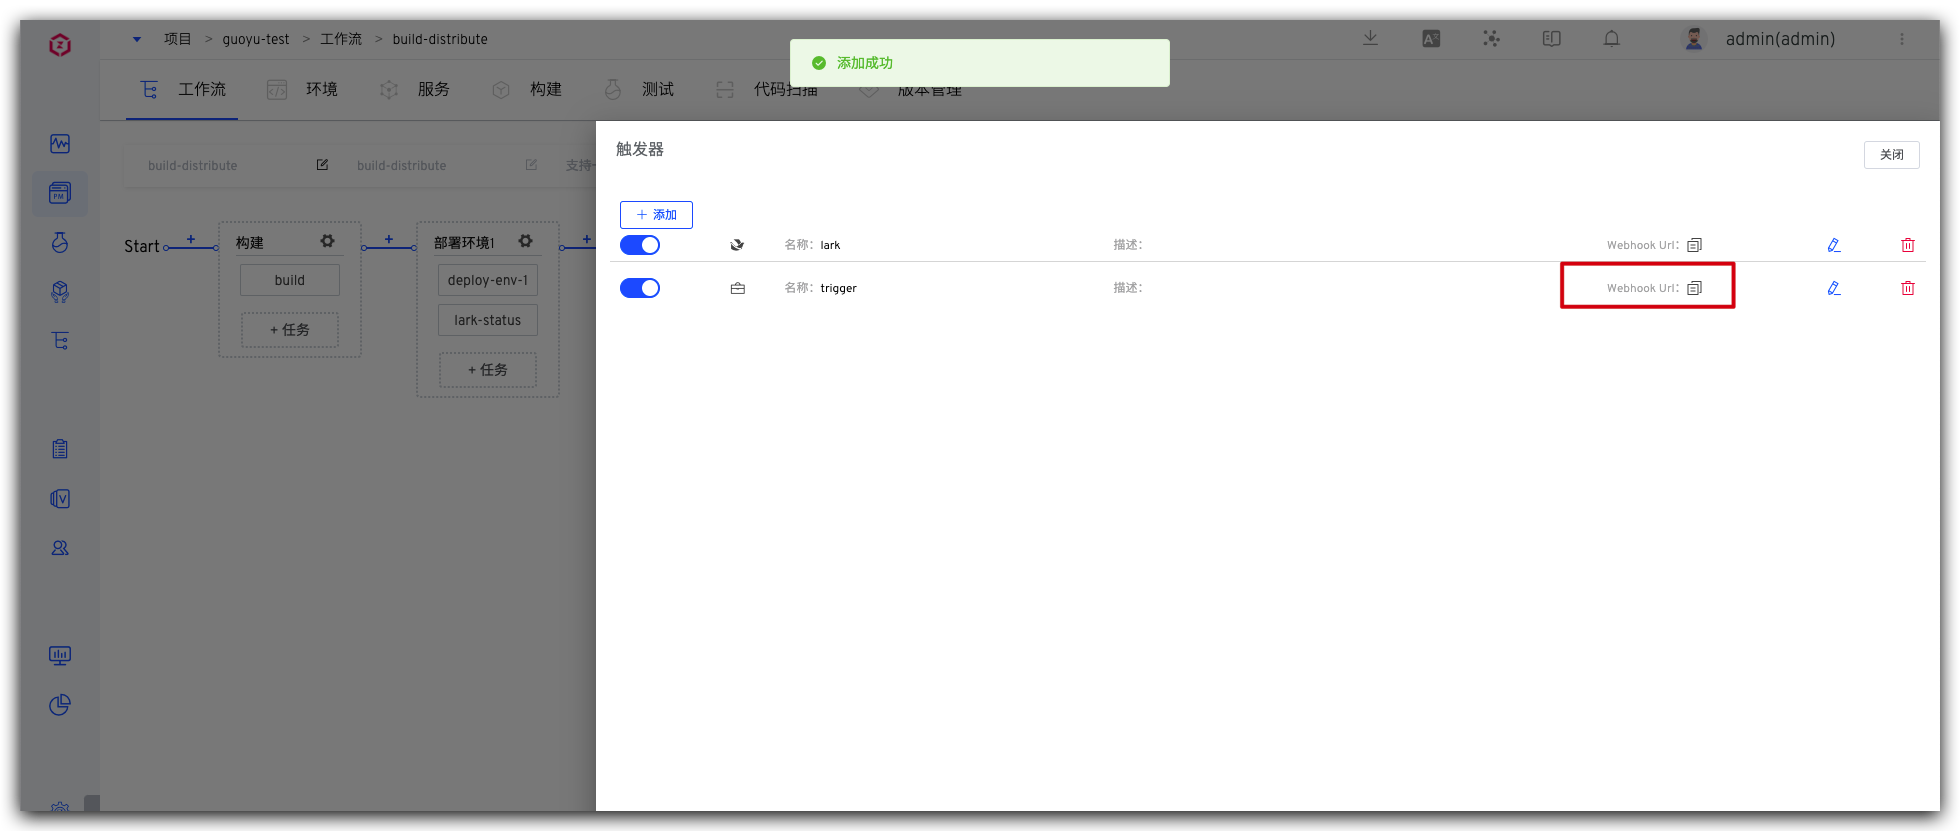 项目 > guoyu-test > 工作流 > build-distribute
admin(admin)
添加成功
工作流 环境 服务 构建 测试 代码扫描 版本管理
build-distribute build-distribute 支持
触发器
关闭
+ 添加
名称: lark 描述: Webhook Url:
名称: trigger 描述: Webhook Url:
Start
构建
build
+ 任务
部署环境1
deploy-env-1
lark-status
+ 任务